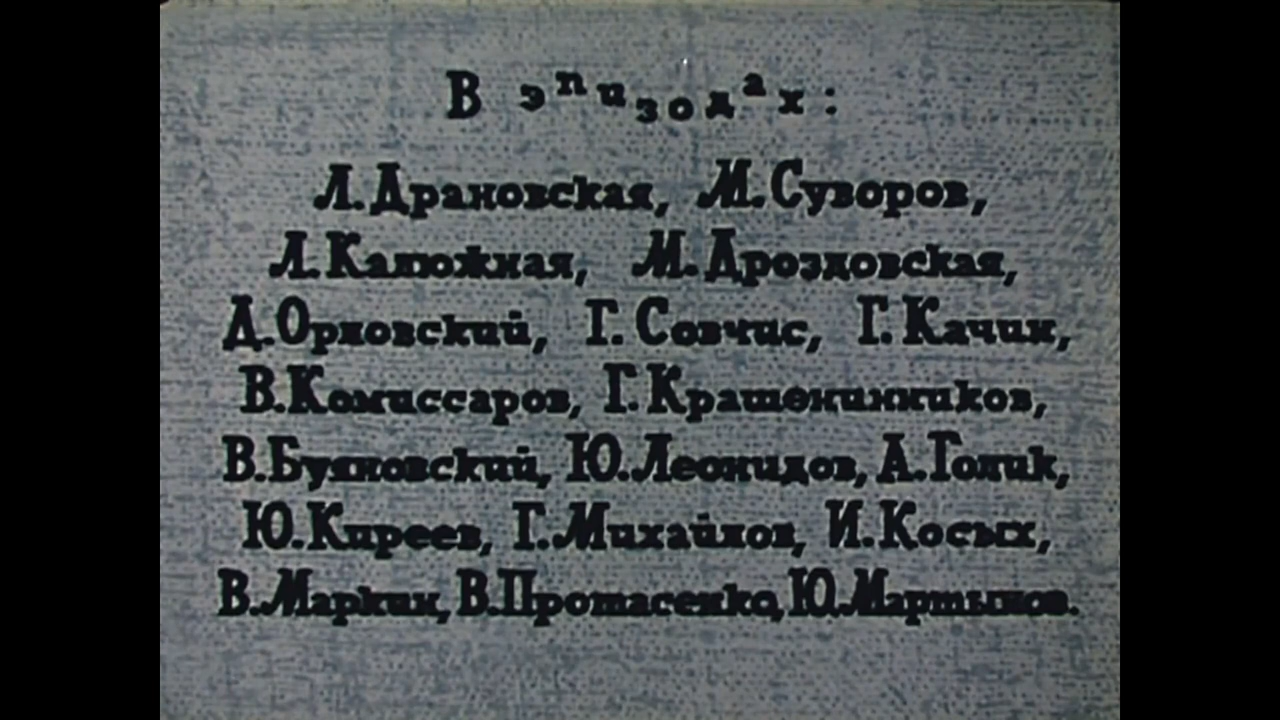 В эпизодах:
Л.Драновская, М.Суворов,
Л.Калюжная, М.Дроздовская,
Д.Орловский, Г.Совчис, Г.Качин,
В.Комиссаров, Г.Крашенинников,
В.Буяновский, Ю.Леонидов, А.Голик,
Ю.Киреев, Г.Михайлов, И.Косых,
В.Маркин, В.Протасенко, Ю.Мартынов.